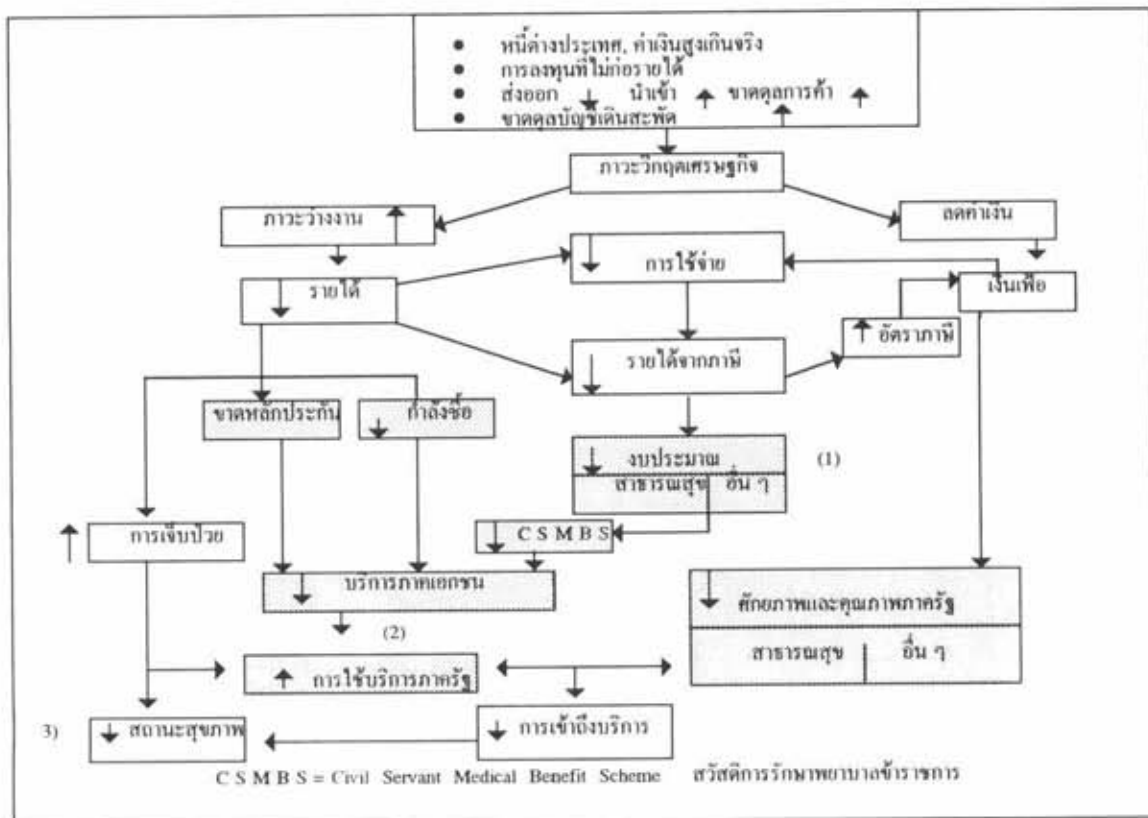 ● หนี้ต่างประเทศ, ค่าเงินสูงเกินจริง
● การลงทุนที่ไม่ก่อรายได้
● ส่งออก ↓ นำเข้า ↑ ขาดดุลการค้า ↑
● ขาดดุลบัญชีเดินสะพัด ↑
ภาวะวิกฤตเศรษฐกิจ
ภาวะว่างงาน ↑
ลดค่าเงิน
↓ การใช้จ่าย
↓ รายได้
เงินเฟ้อ
↑ อัตราภาษี
↓ รายได้จากภาษี
ขาดหลักประกัน
↓ กำลังซื้อ
↓ งบประมาณ (1)
สาธารณสุข อื่น ๆ
↑ การเจ็บป่วย
↓ C S M B S
↓ บริการภาคเอกชน
↓ ศักยภาพและคุณภาพภาครัฐ
(2)
สาธารณสุข อื่น ๆ
↑ การใช้บริการภาครัฐ
3) ↓ สถานะสุขภาพ
↓ การเข้าถึงบริการ
C S M B S = Civil Servant Medical Benefit Scheme สวัสดิการรักษาพยาบาลข้าราชการ